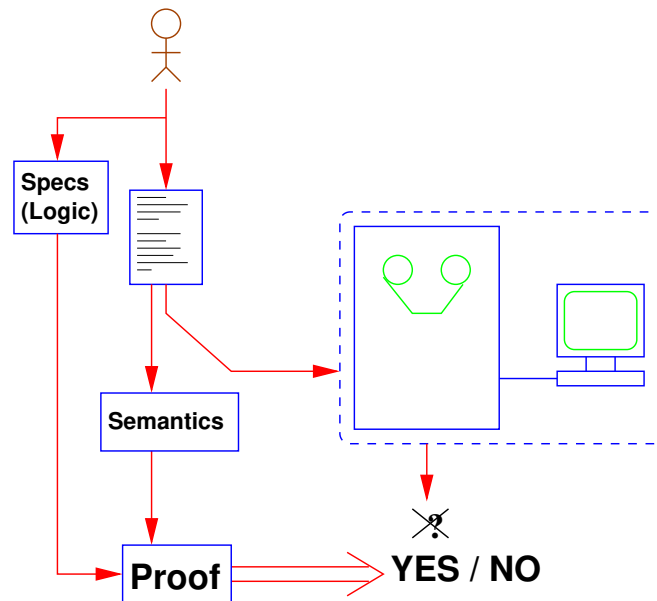 Specs
(Logic)
Semantics
?
YES / NO
Proof